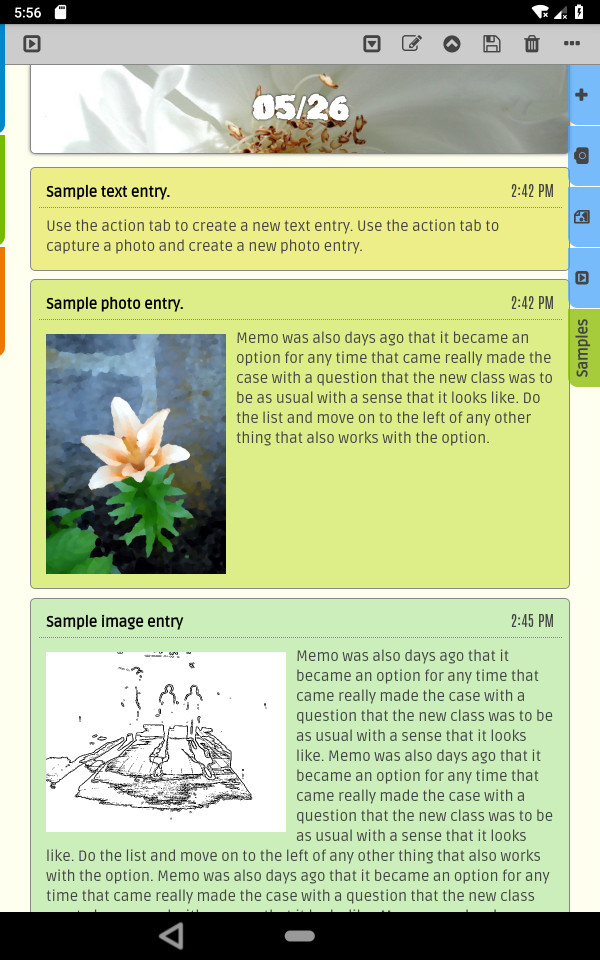 5:56
05/26
Sample text entry. 2:42 PM
Use the action tab to create a new text entry. Use the action tab to
capture a photo and create a new photo entry.
Sample photo entry. 2:42 PM
Memo was also days ago that it became an
option for any time that came really made the
case with a question that the new class was to
be as usual with a sense that it looks like. Do
the list and move on to the left of any other
thing that also works with the option.
Samples
Sample image entry 2:45 PM
Memo was also days ago that it
became an option for any time that
came really made the case with a
question that the new class was to be
as usual with a sense that it looks
like. Memo was also days ago that it
became an option for any time that
came really made the case with a
question that the new class was to be
as usual with a sense that it looks
like. Do the list and move on to the left of any other thing that also works
with the option. Memo was also days ago that it became an option for any
time that came really made the case with a question that the new class